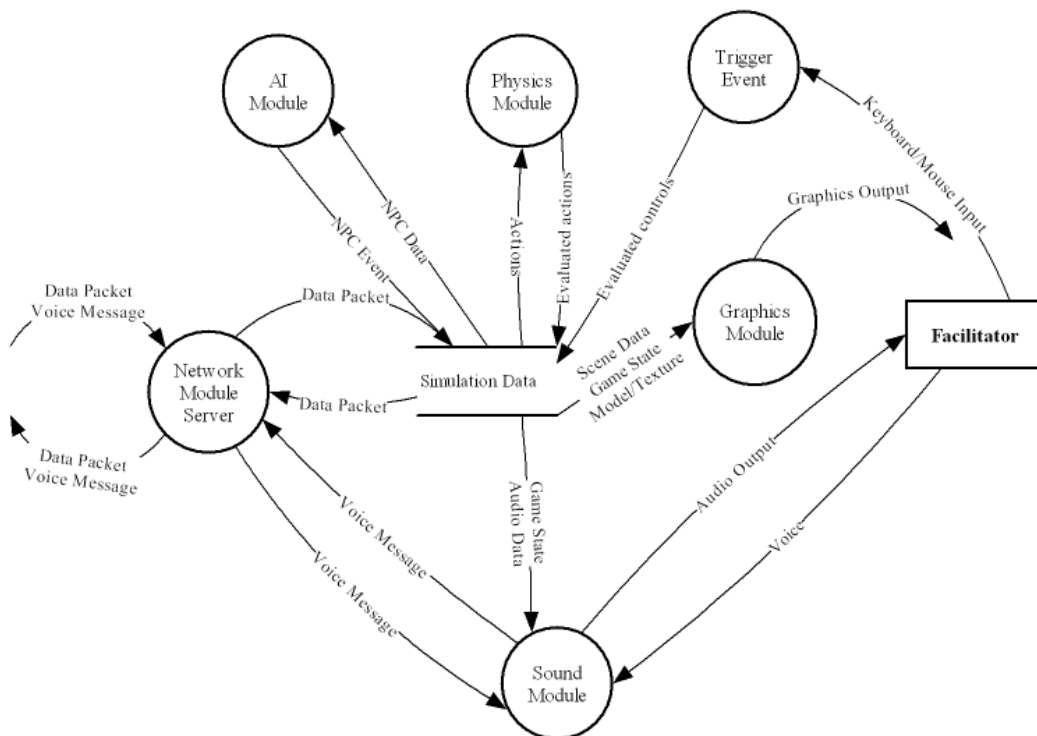 AI
Module
Physics
Module
Trigger
Event
Keyboard/Mouse Input
Graphics Output
NPC Data
NPC Event
Actions
Evaluated actions
Evaluated controls
Data Packet
Voice Message
Data Packet
Network
Module
Server
Simulation Data
Data Packet
Scene Data
Game State
Model/Texture
Graphics
Module
Facilitator
Data Packet
Voice Message
Voice Message
Voice Message
Game State
Audio Data
Audio Output
Voice
Sound
Module